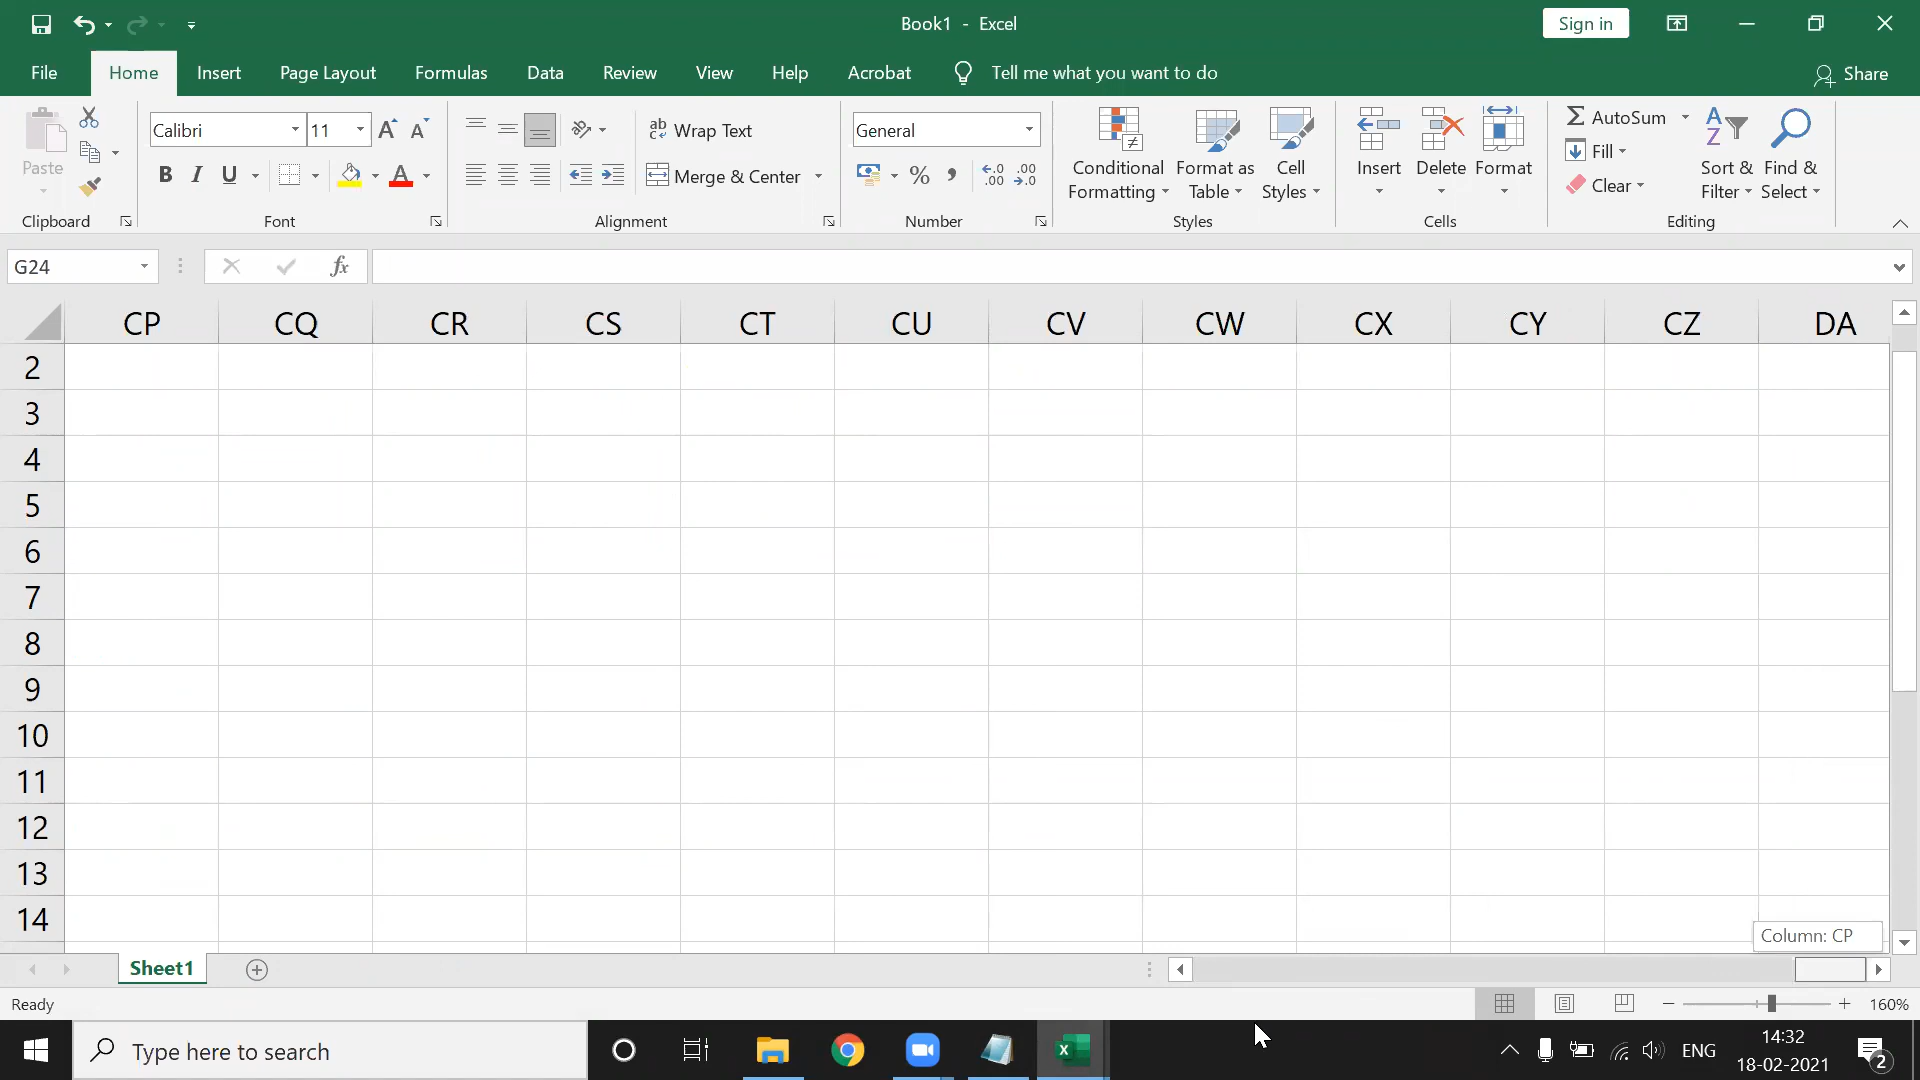 Book1 - Excel
Sign in
File Home Insert Page Layout Formulas Data Review View Help Acrobat Tell me what you want to do Share
Calibri 11 ab Wrap Text General AutoSum
Fill
Paste B I U A Merge & Center % Conditional Formatting Format as Table Cell Styles Insert Delete Format Clear Sort & Filter Find & Select
Clipboard Font Alignment Number Styles Cells Editing
G24 fx
CP CQ CR CS CT CU CV CW CX CY CZ DA
2
3
4
5
6
7
8
9
10
11
12
13
14
Column: CP
Sheet1
Ready 160%
Type here to search ENG 14:32
18-02-2021 2